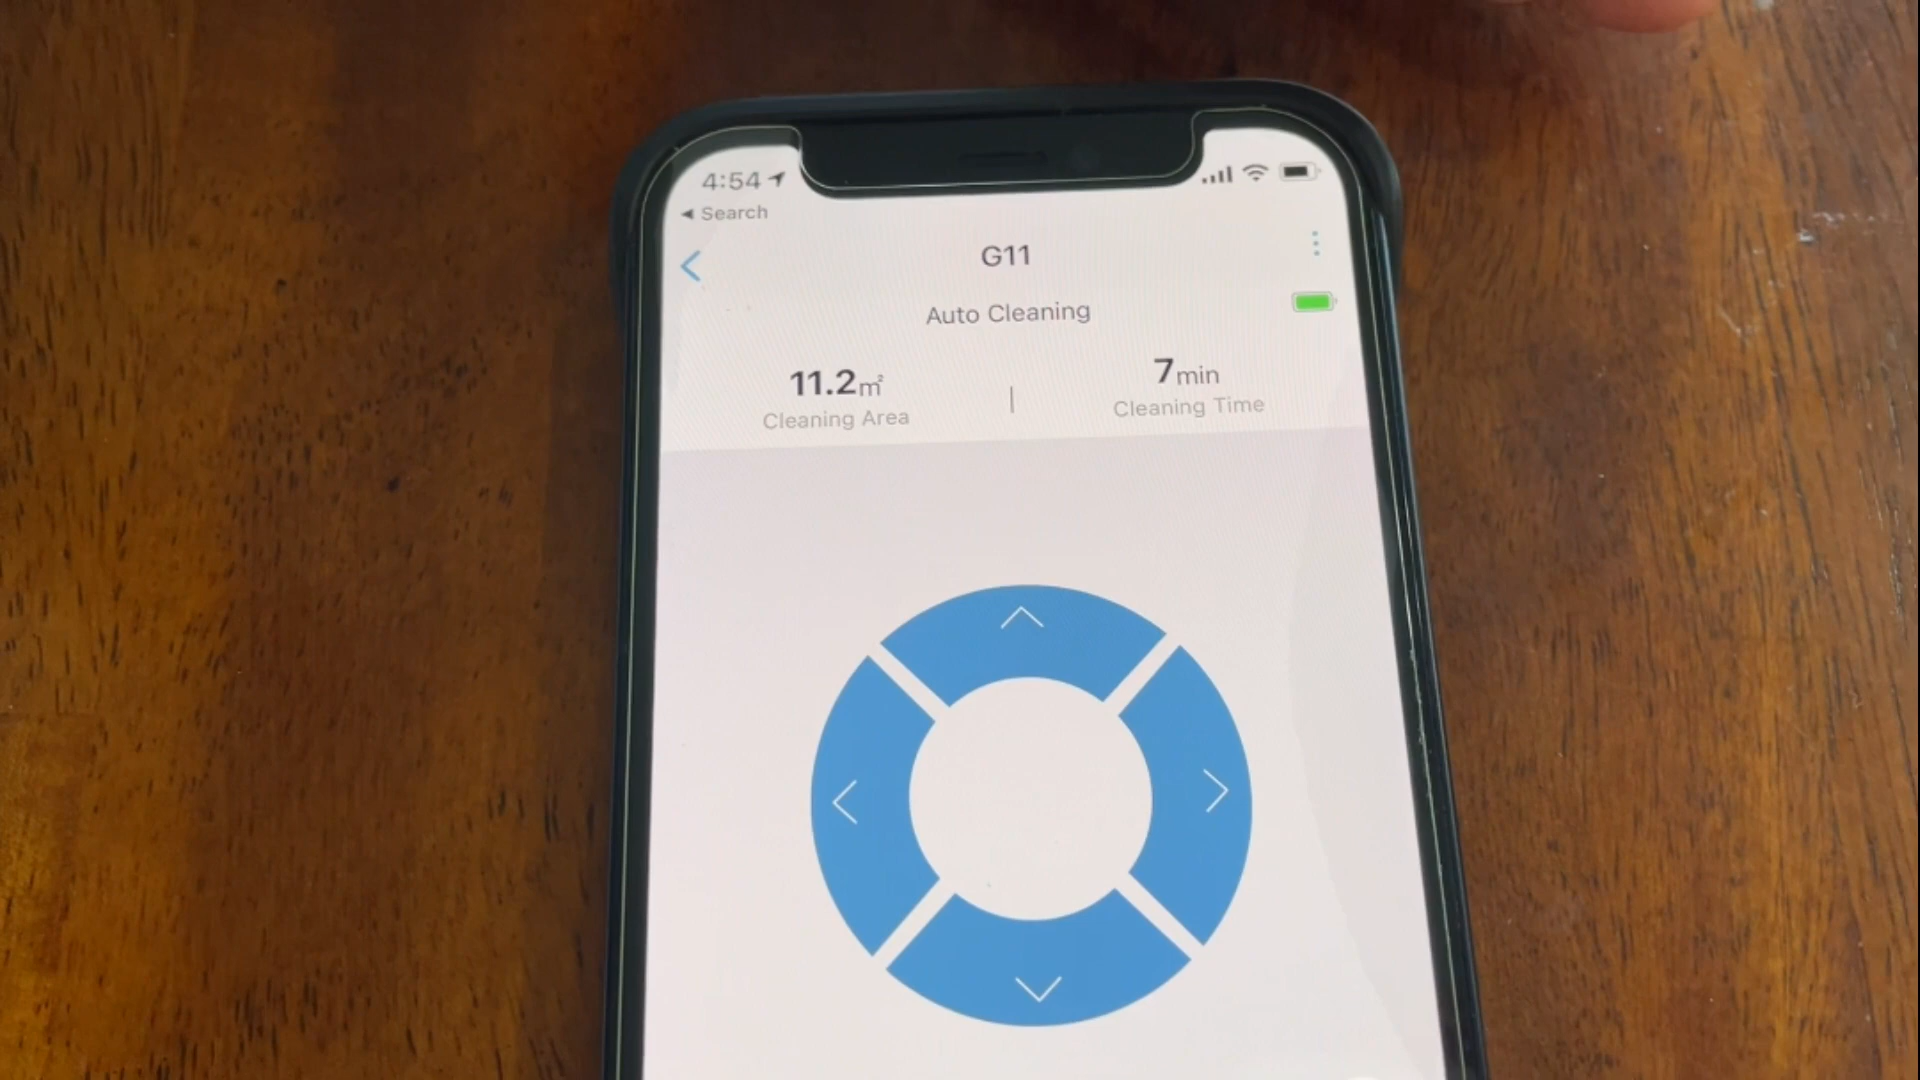 4:54
◀ Search
G11
Auto Cleaning
11.2m²
Cleaning Area
7min
Cleaning Time